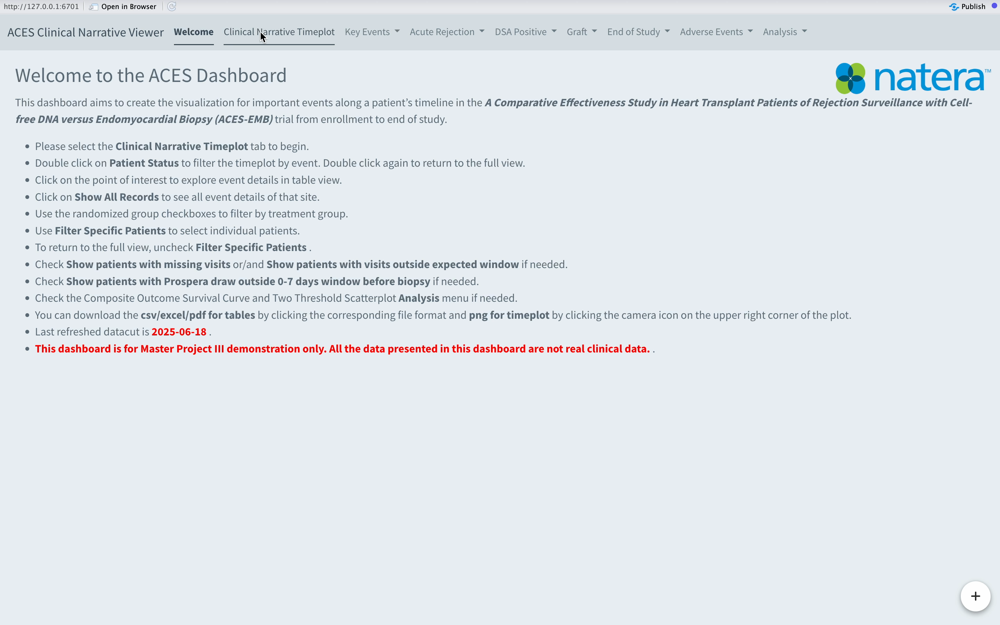 http://127.0.0.1:6701 Open in Browser Publish
ACES Clinical Narrative Viewer Welcome Clinical Narrative Timeplot Key Events Acute Rejection DSA Positive Graft End of Study Adverse Events Analysis
Welcome to the ACES Dashboard
natera™
This dashboard aims to create the visualization for important events along a patient’s timeline in the A Comparative Effectiveness Study in Heart Transplant Patients of Rejection Surveillance with Cell-
free DNA versus Endomyocardial Biopsy (ACES-EMB) trial from enrollment to end of study.
• Please select the Clinical Narrative Timeplot tab to begin.
• Double click on Patient Status to filter the timeplot by event. Double click again to return to the full view.
• Click on the point of interest to explore event details in table view.
• Click on Show All Records to see all event details of that site.
• Use the randomized group checkboxes to filter by treatment group.
• Use Filter Specific Patients to select individual patients.
• To return to the full view, uncheck Filter Specific Patients .
• Check Show patients with missing visits or/and Show patients with visits outside expected window if needed.
• Check Show patients with Prospera draw outside 0-7 days window before biopsy if needed.
• Check the Composite Outcome Survival Curve and Two Threshold Scatterplot Analysis menu if needed.
• You can download the csv/excel/pdf for tables by clicking the corresponding file format and png for timeplot by clicking the camera icon on the upper right corner of the plot.
• Last refreshed datacut is 2025-06-18 .
• This dashboard is for Master Project III demonstration only. All the data presented in this dashboard are not real clinical data. .
+